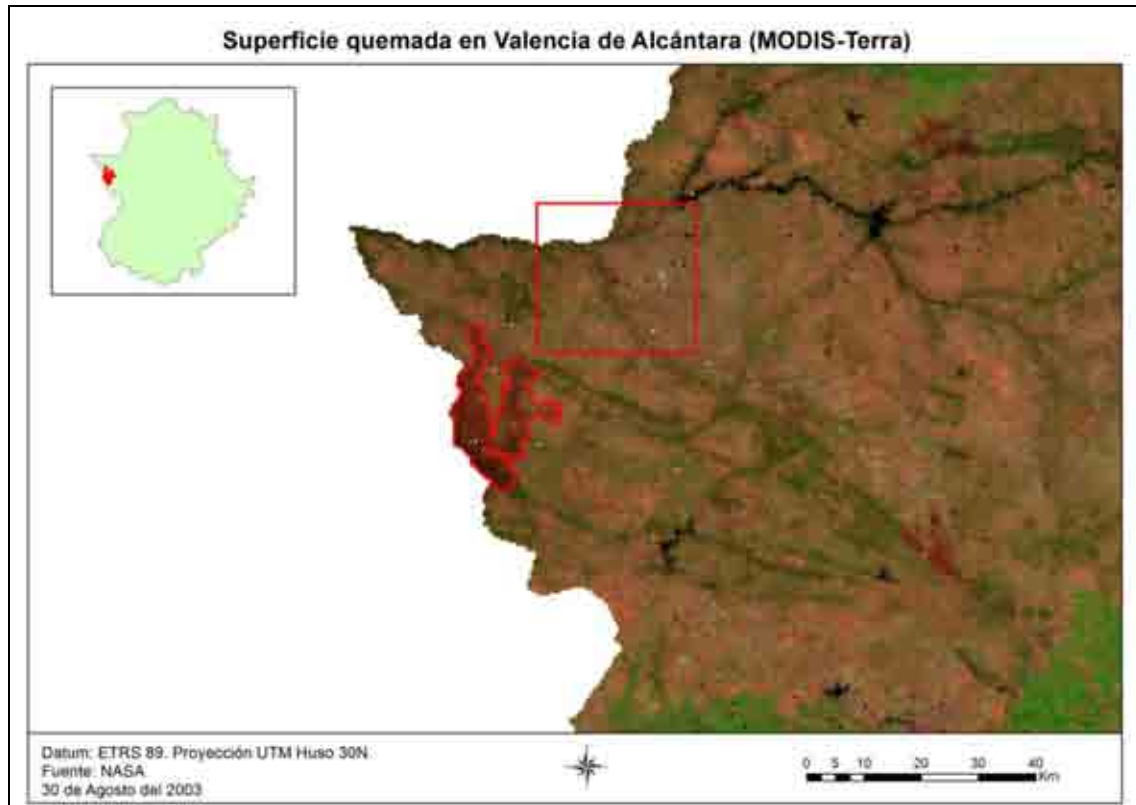 Superficie quemada en Valencia de Alcántara (MODIS-Terra)
Datum: ETRS 89. Proyección UTM Huso 30N.
Fuente: NASA
30 de Agosto del 2003
0 5 10 20 30 40
Km